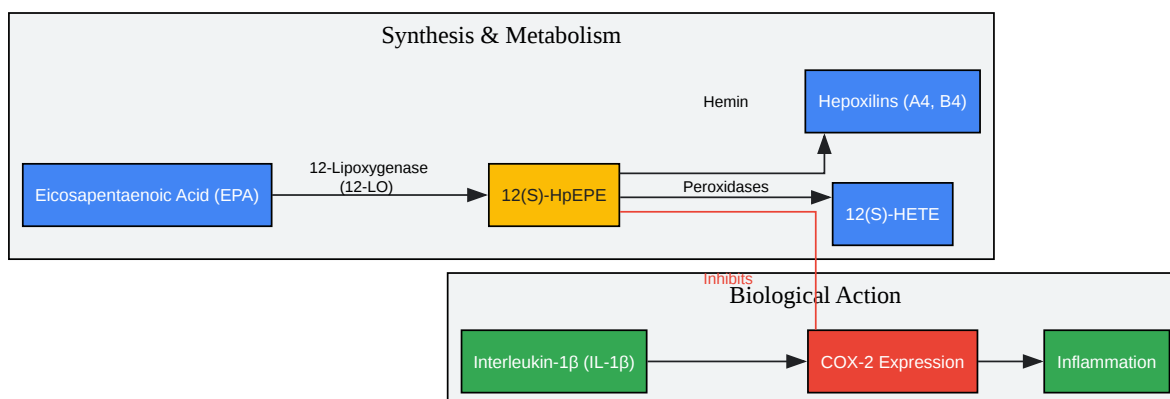 Synthesis & Metabolism
Hemin
Hepoxilins (A4, B4)
12-Lipoxygenase
(12-LO)
Eicosapentaenoic Acid (EPA)
12(S)-HpEPE
Peroxidases
12(S)-HETE
Inhibits
Biological Action
Interleukin-1β (IL-1β)
COX-2 Expression
Inflammation